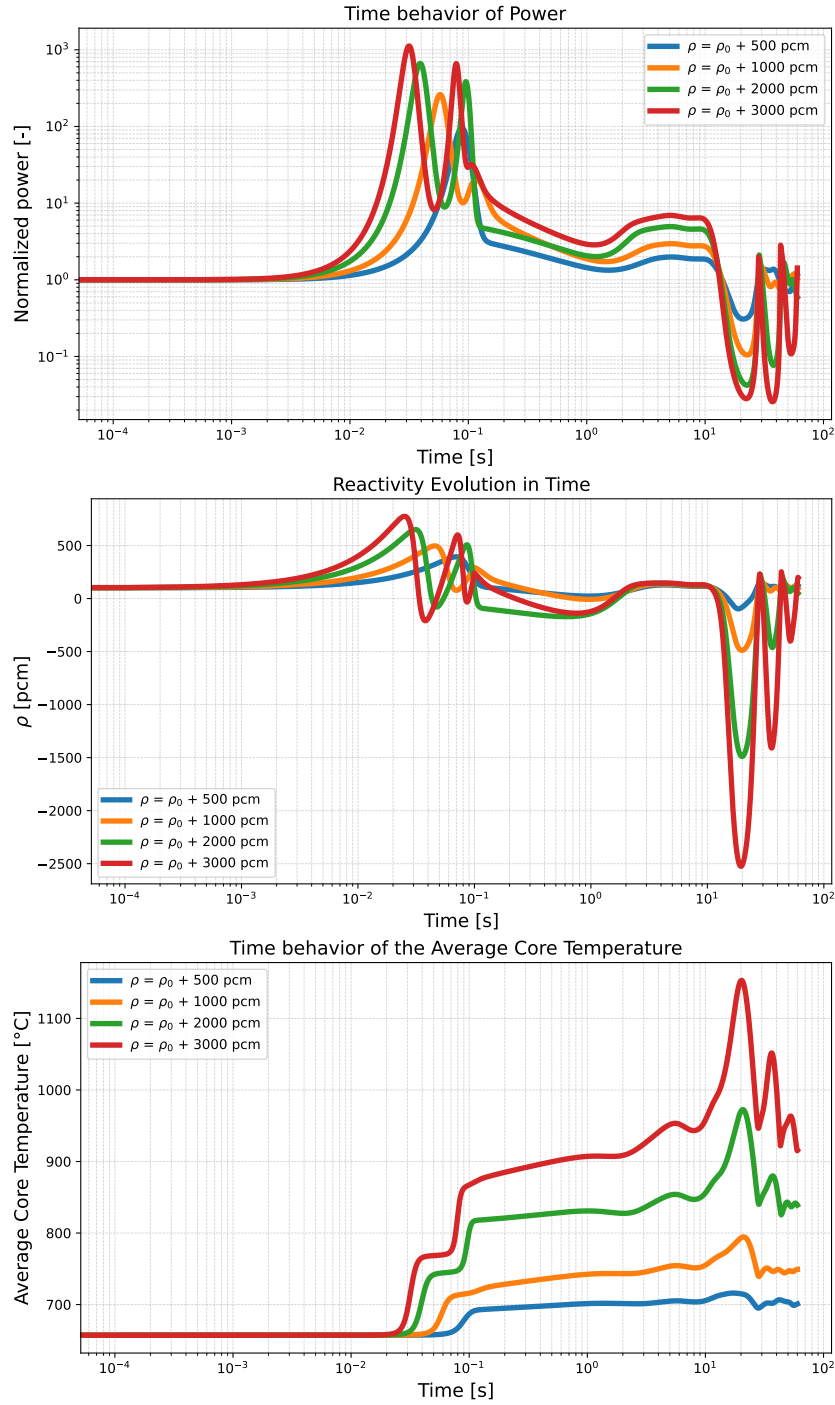 Time behavior of Power
Normalized power [-]
10³
10²
10¹
10⁰
10⁻¹
ρ = ρ₀ + 500 pcm
ρ = ρ₀ + 1000 pcm
ρ = ρ₀ + 2000 pcm
ρ = ρ₀ + 3000 pcm
10⁻⁴ 10⁻³ 10⁻² 10⁻¹ 10⁰ 10¹ 10²
Time [s]
Reactivity Evolution in Time
ρ [pcm]
500
0
−500
−1000
−1500
−2000
−2500
ρ = ρ₀ + 500 pcm
ρ = ρ₀ + 1000 pcm
ρ = ρ₀ + 2000 pcm
ρ = ρ₀ + 3000 pcm
10⁻⁴ 10⁻³ 10⁻² 10⁻¹ 10⁰ 10¹ 10²
Time [s]
Time behavior of the Average Core Temperature
Average Core Temperature [°C]
1100
1000
900
800
700
ρ = ρ₀ + 500 pcm
ρ = ρ₀ + 1000 pcm
ρ = ρ₀ + 2000 pcm
ρ = ρ₀ + 3000 pcm
10⁻⁴ 10⁻³ 10⁻² 10⁻¹ 10⁰ 10¹ 10²
Time [s]